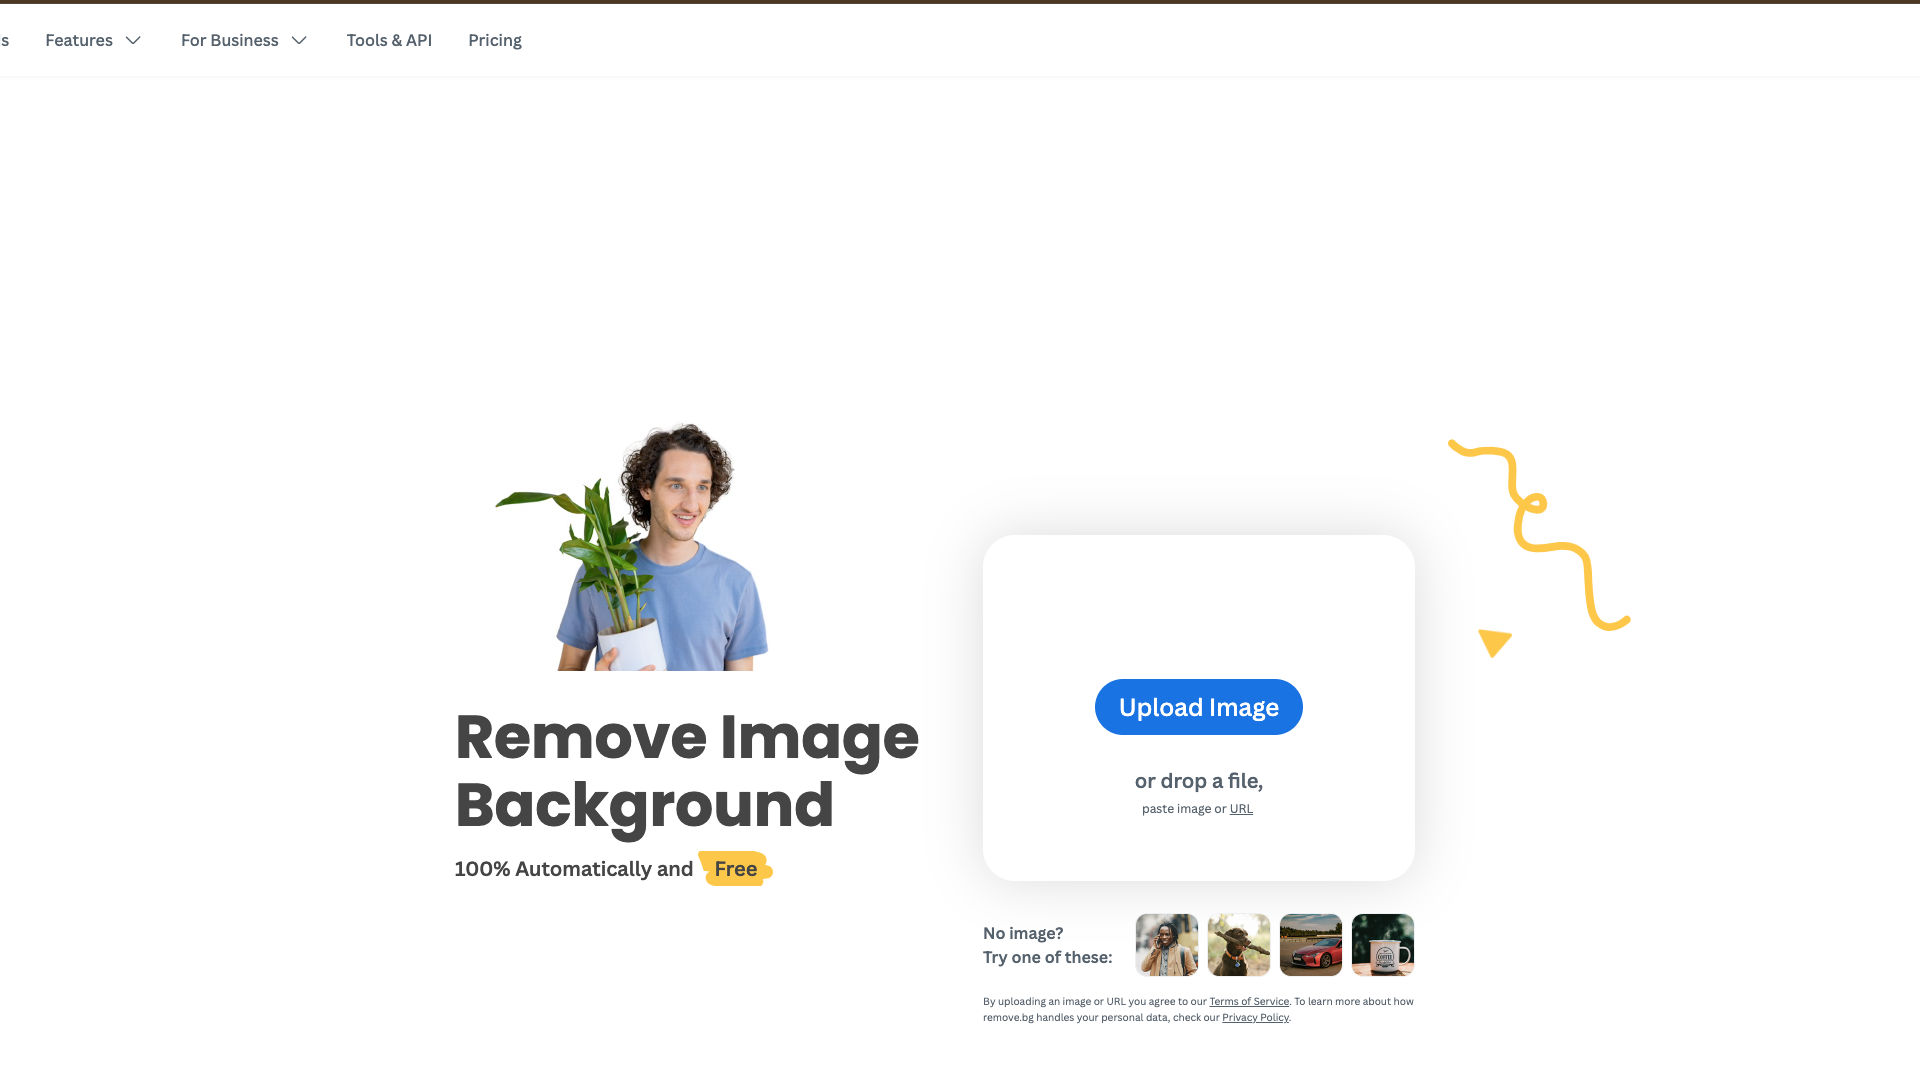 s
Features
For Business
Tools & API
Pricing
Remove Image
Background
100% Automatically and Free
Upload Image
or drop a file,
paste image or URL
No image?
Try one of these:
COFFEE
By uploading an image or URL you agree to our Terms of Service. To learn more about how
remove.bg handles your personal data, check our Privacy Policy.